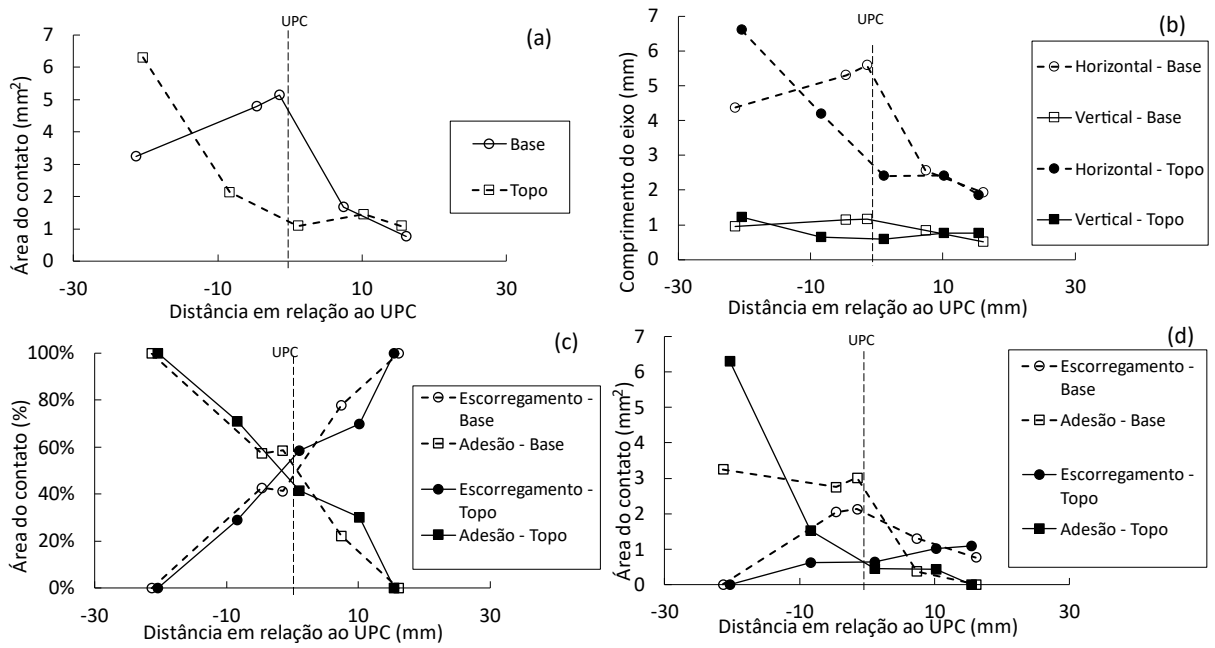 UPC
(a)
7
6
5
4
3
2
1
0
-30
-10
10
30
Área do contato (mm²)
Distância em relação ao UPC
Base
Topo
(b)
UPC
7
6
5
4
3
2
1
0
-30
-10
10
30
Comprimento do eixo (mm)
Distância em relação ao UPC (mm)
Horizontal - Base
Vertical - Base
Horizontal - Topo
Vertical - Topo
UPC
(c)
100%
80%
60%
40%
20%
0%
-30
-10
10
30
Área do contato (%)
Distância em relação ao UPC (mm)
Escorregamento -
Base
Adesão - Base
Escorregamento -
Topo
Adesão - Topo
UPC
(d)
7
6
5
4
3
2
1
0
-30
-10
10
30
Área do contato (mm²)
Distância em relação ao UPC (mm)
Escorregamento -
Base
Adesão - Base
Escorregamento -
Topo
Adesão - Topo